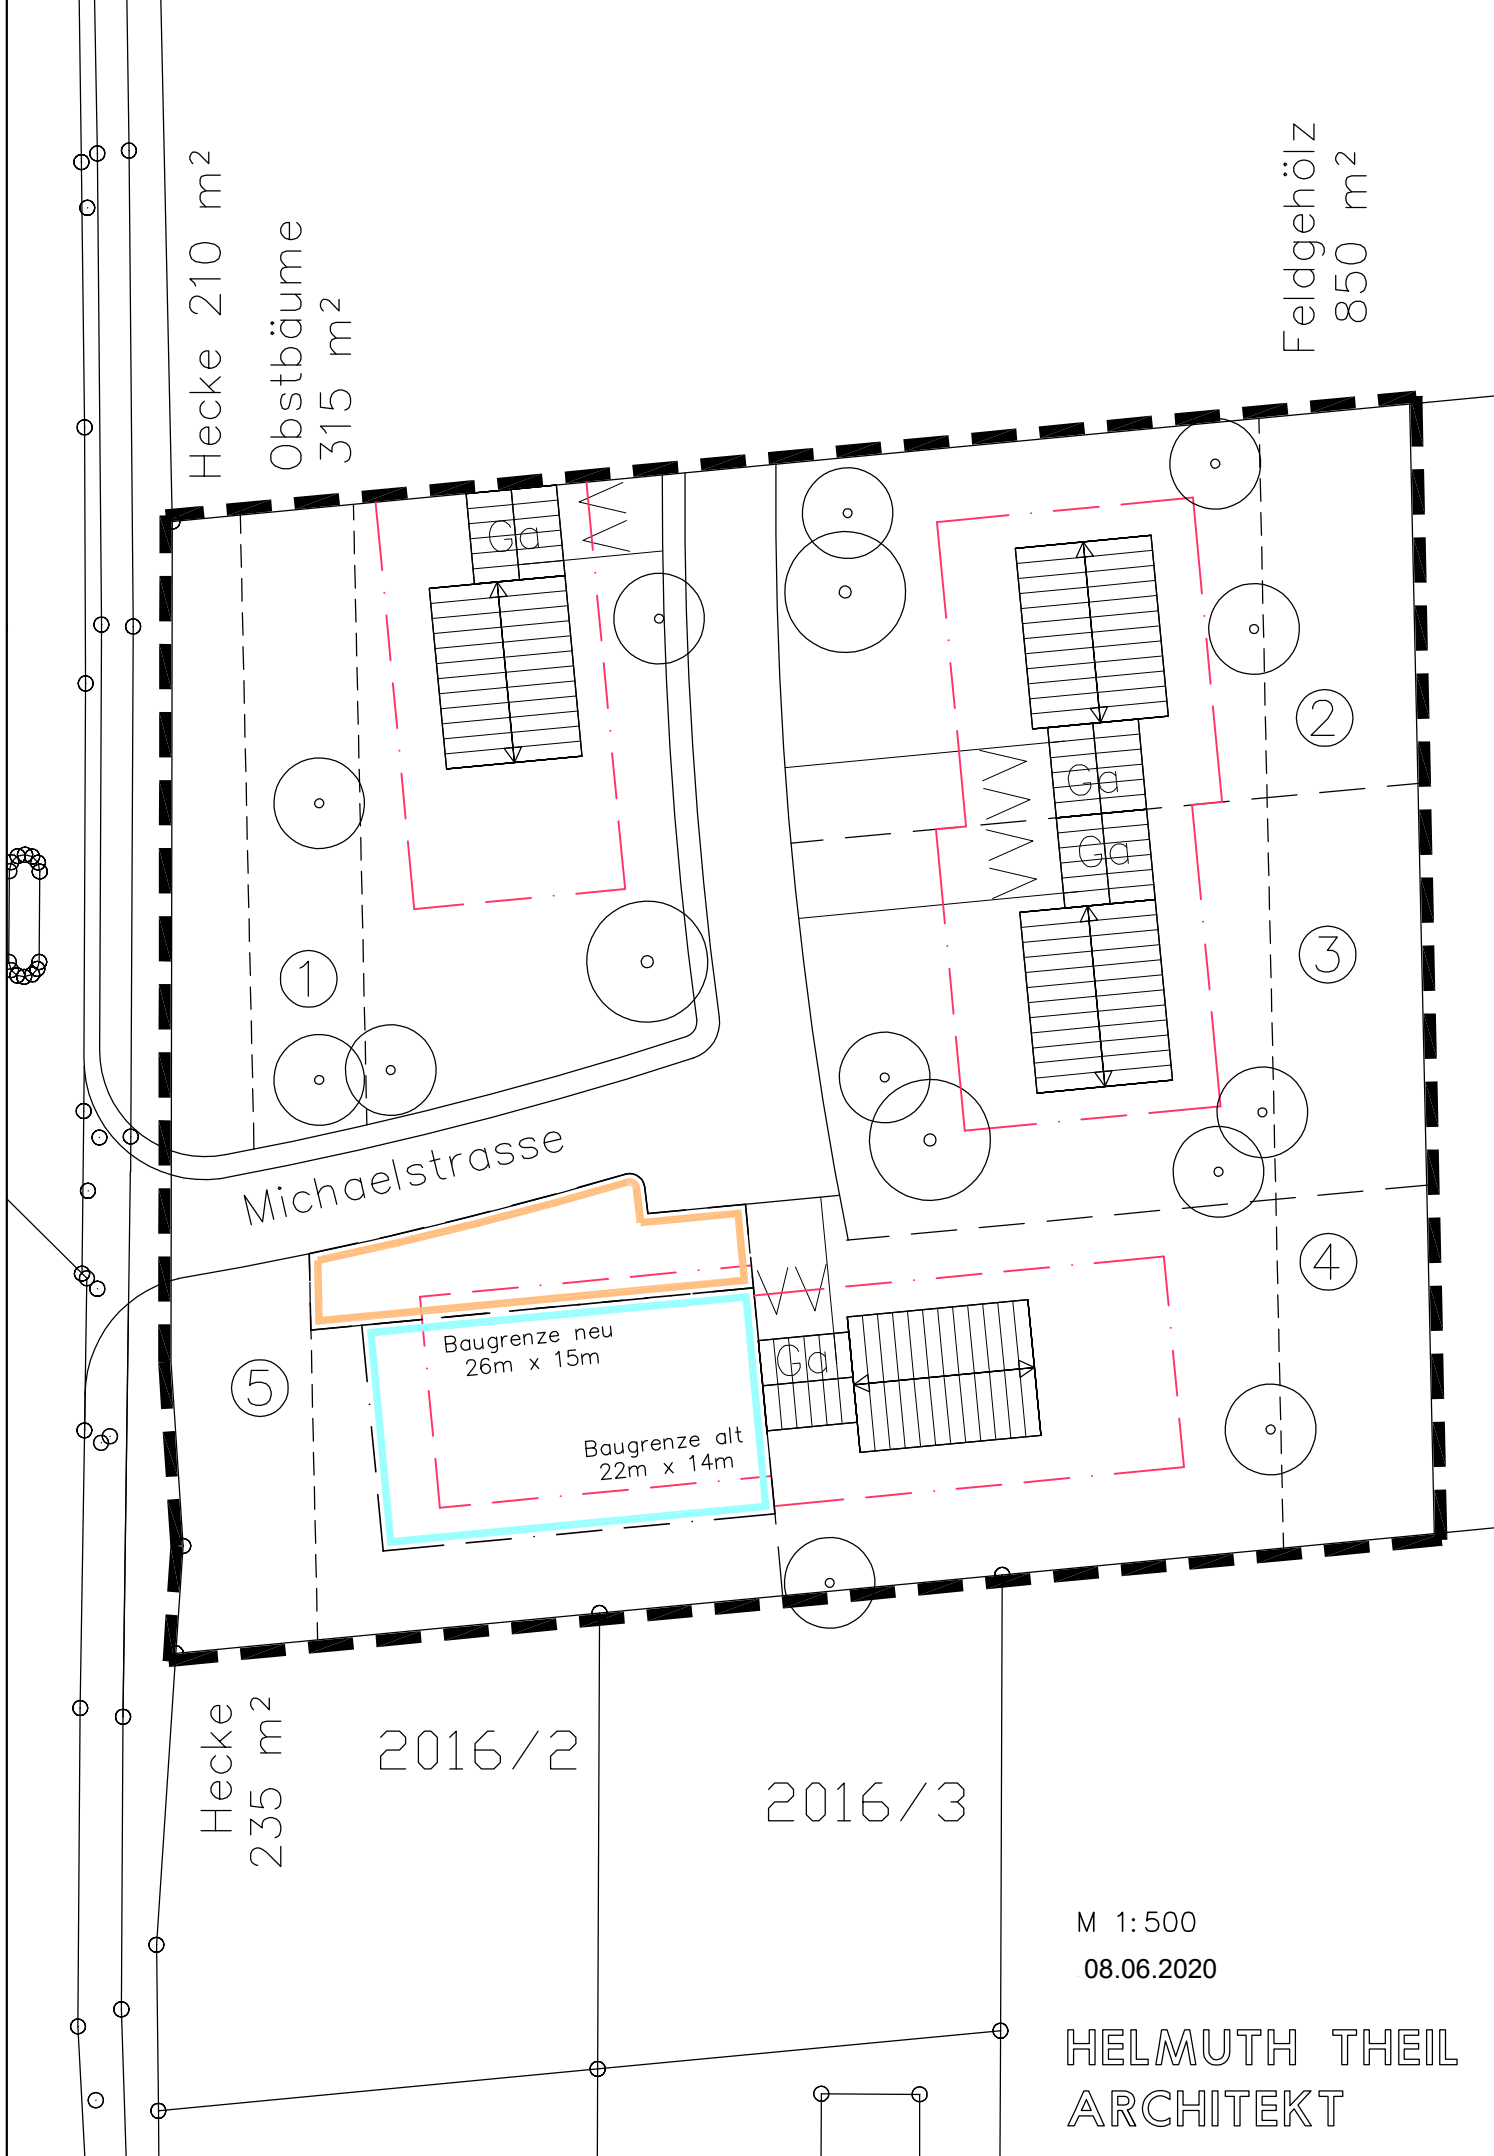 Hecke 210 m²
Obstbäume
315 m²
Feldgehölz
850 m²
Ga
2
Ga
Ga
3
1
Michaelstrasse
4
Baugrenze neu
26m x 15m
Ga
5
Baugrenze alt
22m x 14m
Hecke
235 m²
2016/2
2016/3
M 1:500
08.06.2020
HELMUTH THEIL
ARCHITEKT